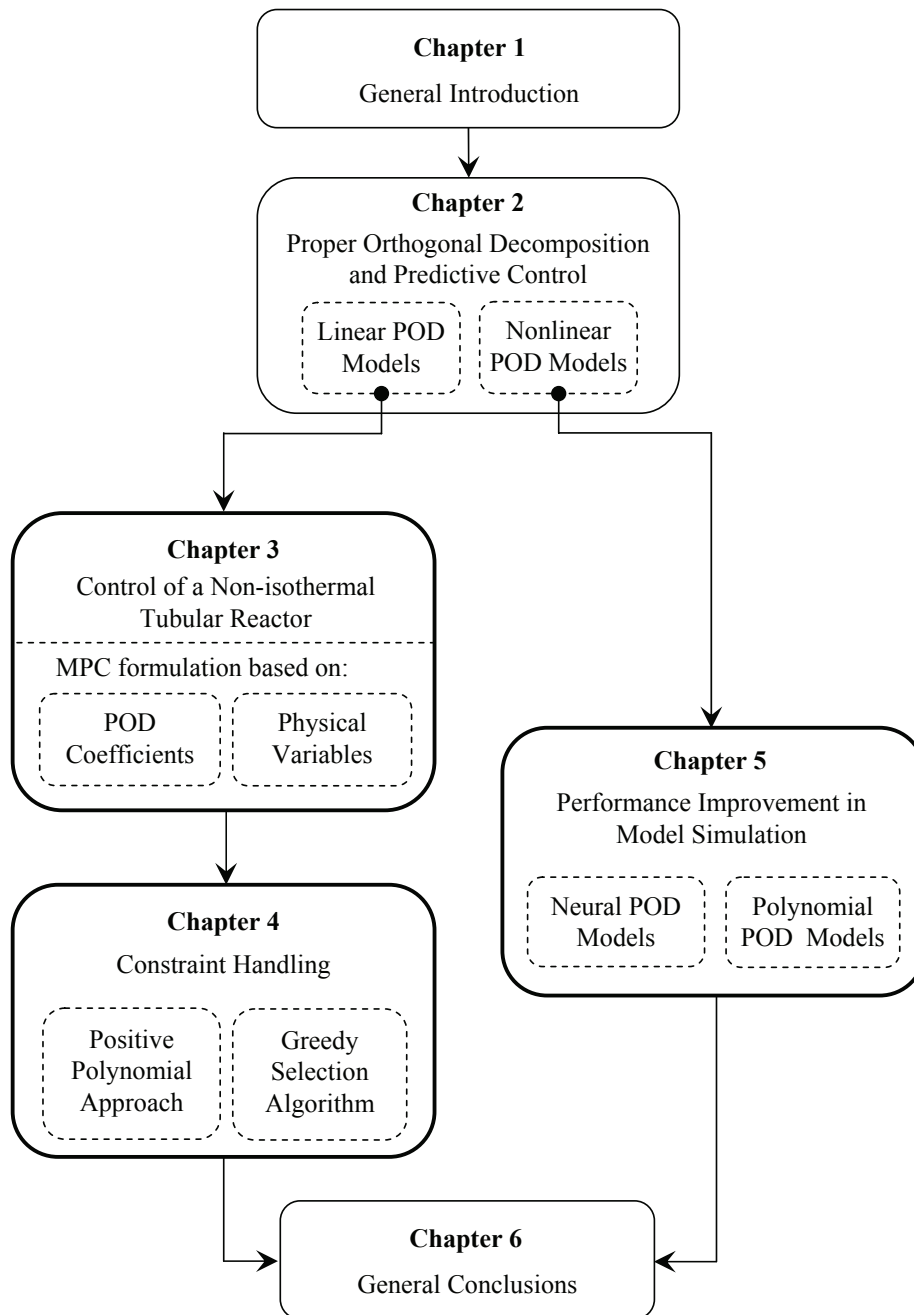 Chapter 1
General Introduction
Chapter 2
Proper Orthogonal Decomposition
and Predictive Control
Linear POD
Models
Nonlinear
POD Models
Chapter 3
Control of a Non-isothermal
Tubular Reactor
MPC formulation based on:
POD
Coefficients
Physical
Variables
Chapter 4
Constraint Handling
Positive
Polynomial
Approach
Greedy
Selection
Algorithm
Chapter 5
Performance Improvement in
Model Simulation
Neural POD
Models
Polynomial
POD  Models
Chapter 6
General Conclusions